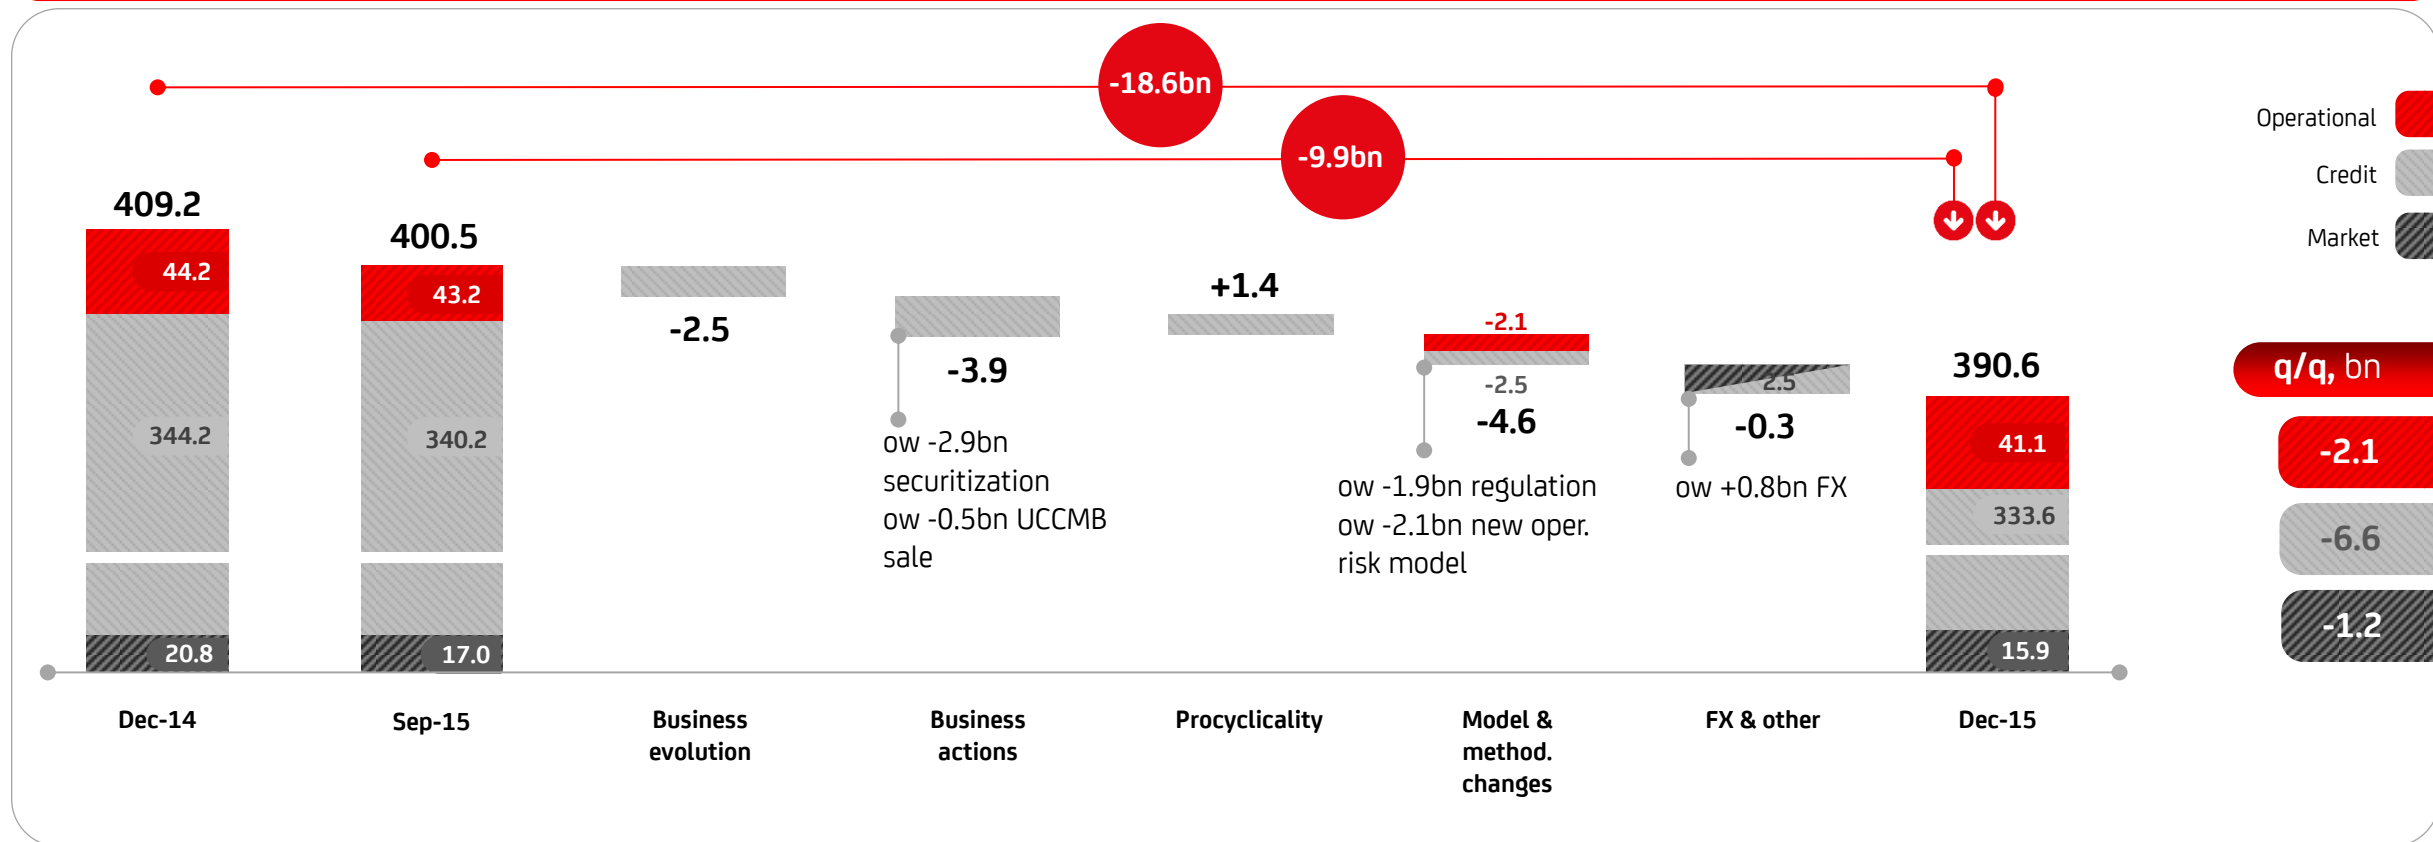 -18.6bn
-9.9bn
Operational
Credit
Market
409.2
44.2
344.2
20.8
400.5
43.2
340.2
17.0
-2.5
-3.9
ow -2.9bn
securitization
ow -0.5bn UCCMB
sale
+1.4
-2.1
-2.5
-4.6
ow -1.9bn regulation
ow -2.1bn new oper.
risk model
2.5
-0.3
ow +0.8bn FX
390.6
41.1
333.6
15.9
q/q, bn
-2.1
-6.6
-1.2
Dec-14
Sep-15
Business
evolution
Business
actions
Procyclicality
Model &
method.
changes
FX & other
Dec-15